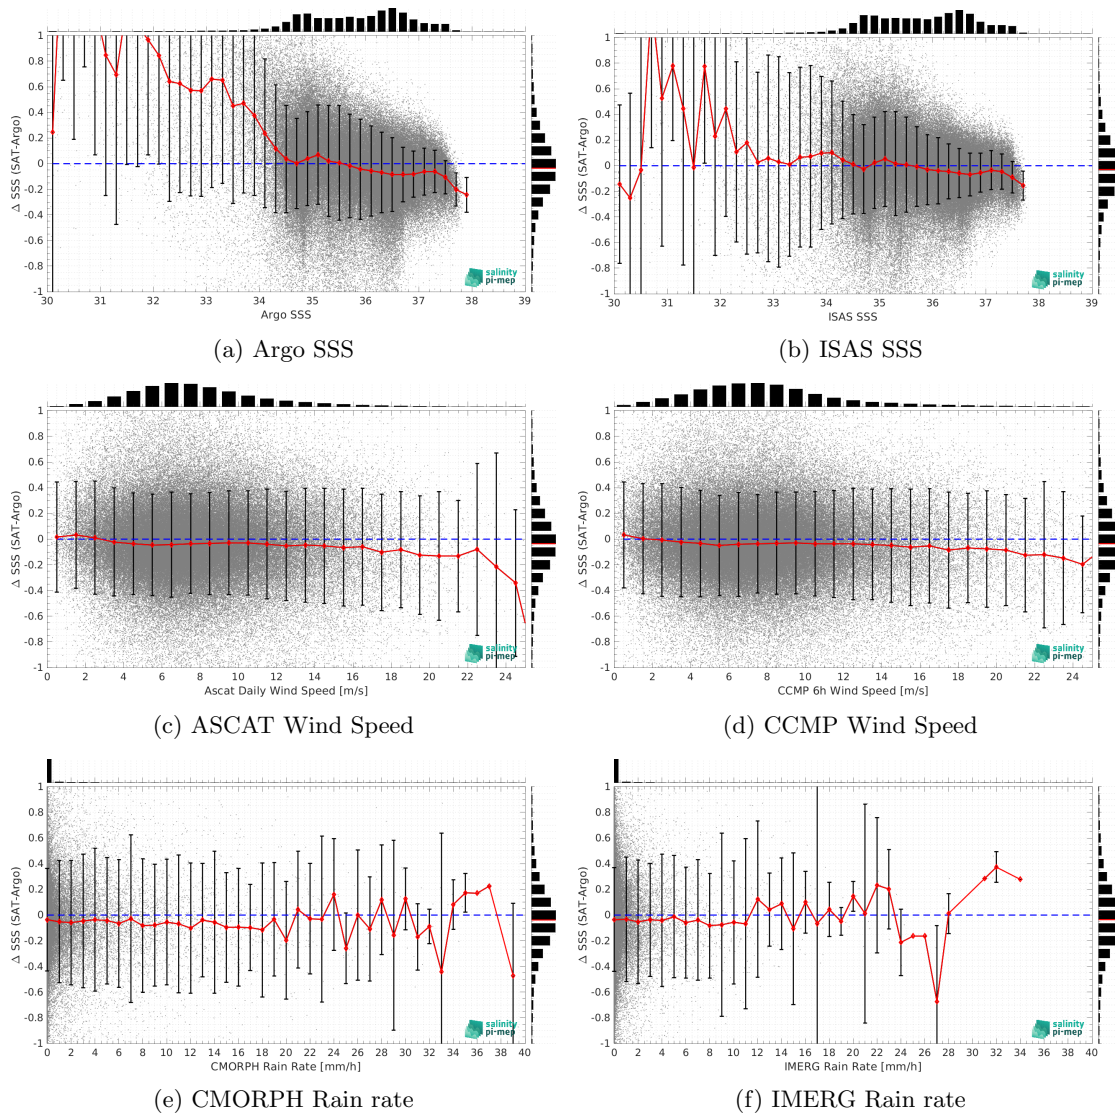 1
0.8
0.6
0.4
0.2
0
-0.2
-0.4
-0.6
-0.8
-1
Δ SSS (SAT-Argo)
30 31 32 33 34 35 36 37 38 39
Argo SSS
salinity
pi-mep
(a) Argo SSS
1
0.8
0.6
0.4
0.2
0
-0.2
-0.4
-0.6
-0.8
-1
Δ SSS (SAT-Argo)
30 31 32 33 34 35 36 37 38 39
ISAS SSS
salinity
pi-mep
(b) ISAS SSS
1
0.8
0.6
0.4
0.2
0
-0.2
-0.4
-0.6
-0.8
-1
Δ SSS (SAT-Argo)
0 2 4 6 8 10 12 14 16 18 20 22 24
Ascat Daily Wind Speed [m/s]
salinity
pi-mep
(c) ASCAT Wind Speed
1
0.8
0.6
0.4
0.2
0
-0.2
-0.4
-0.6
-0.8
-1
Δ SSS (SAT-Argo)
0 2 4 6 8 10 12 14 16 18 20 22 24
CCMP 6h Wind Speed [m/s]
salinity
pi-mep
(d) CCMP Wind Speed
1
0.8
0.6
0.4
0.2
0
-0.2
-0.4
-0.6
-0.8
-1
Δ SSS (SAT-Argo)
0 2 4 6 8 10 12 14 16 18 20 22 24 26 28 30 32 34 36 38 40
CMORPH Rain Rate [mm/h]
salinity
pi-mep
(e) CMORPH Rain rate
1
0.8
0.6
0.4
0.2
0
-0.2
-0.4
-0.6
-0.8
-1
Δ SSS (SAT-Argo)
0 2 4 6 8 10 12 14 16 18 20 22 24 26 28 30 32 34 36 38 40
IMERG Rain Rate [mm/h]
salinity
pi-mep
(f) IMERG Rain rate